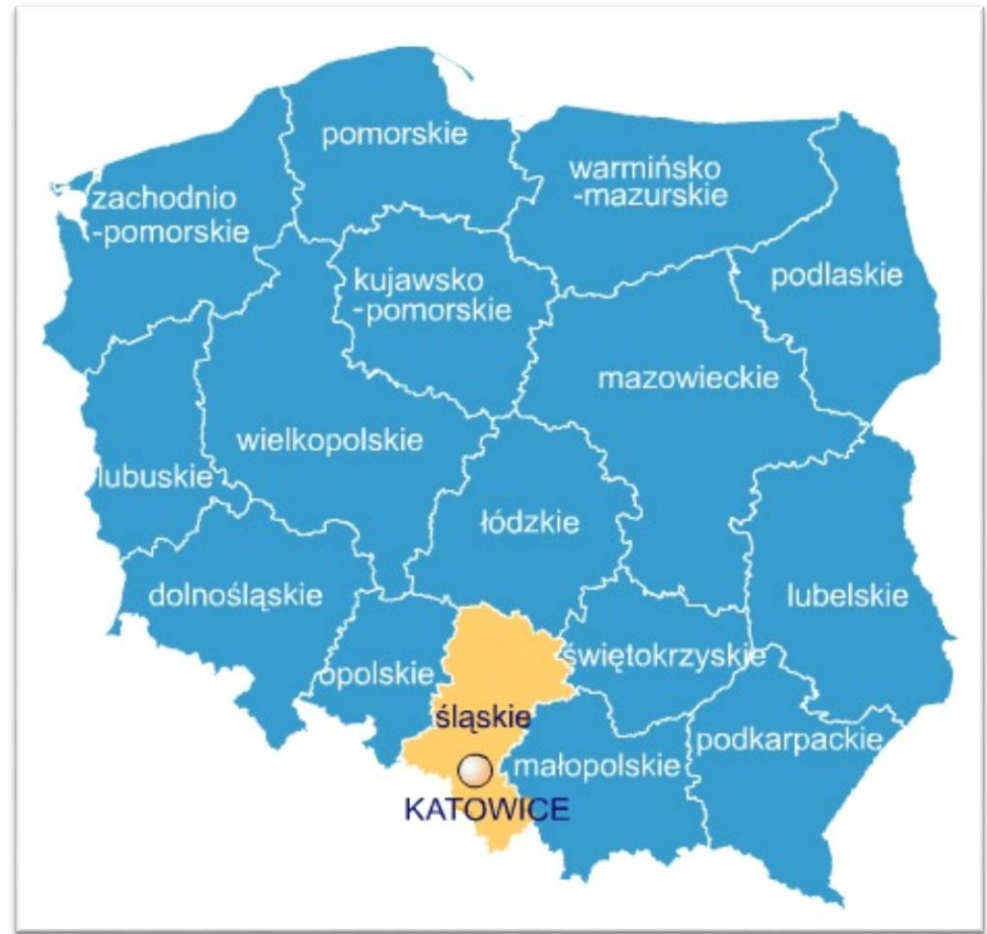 pomorskie
warmińsko
-mazurskie
zachodnio
-pomorskie
podlaskie
kujawsko
-pomorskie
mazowieckie
wielkopolskie
lubuskie
łódzkie
dolnośląskie
lubelskie
opolskie
świętokrzyskie
śląskie
małopolskie
podkarpackie
KATOWICE